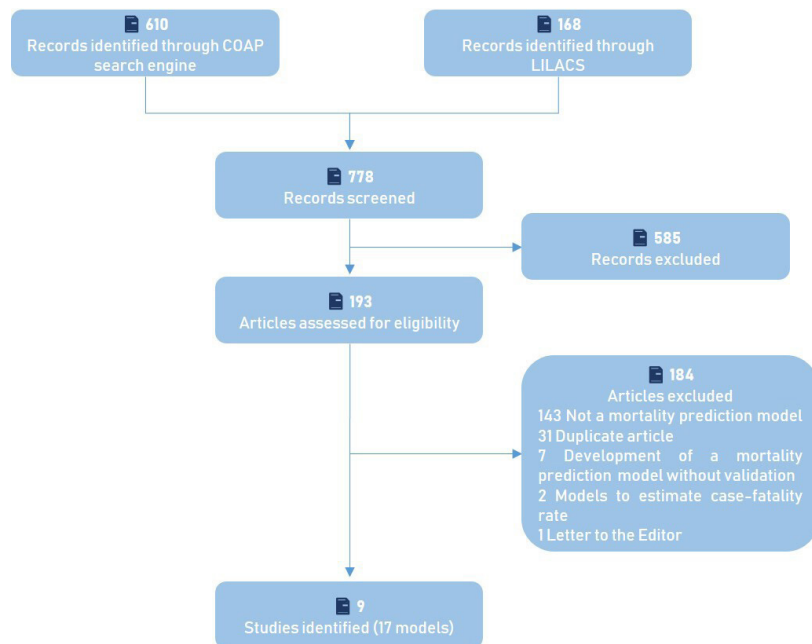 610
Records identified through COAP
search engine
168
Records identified through
LILACS
778
Records screened
585
Records excluded
193
Articles assessed for eligibility
184
Articles excluded
143 Not a mortality prediction model
31 Duplicate article
7 Development of a mortality
prediction model without validation
2 Models to estimate case-fatality
rate
1 Letter to the Editor
9
Studies identified (17 models)